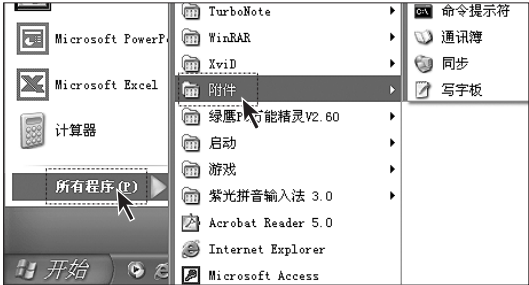 Microsoft PowerP
Microsoft Excel
计算器
所有程序(P)
开始
TurboNote
WinRAR
XviD
附件
绿鹰P 万能精灵V2.60
启动
游戏
紫光拼音输入法 3.0
Acrobat Reader 5.0
Internet Explorer
Microsoft Access
命令提示符
通讯簿
同步
写字板